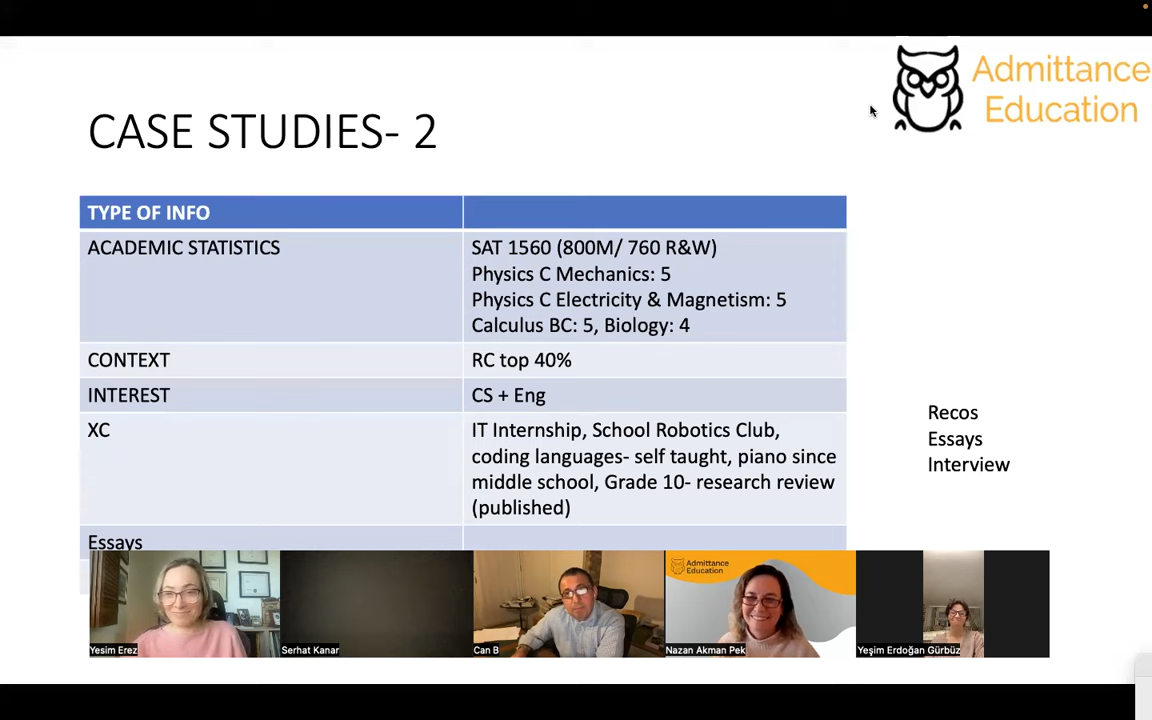 Admittance
Education
CASE STUDIES- 2
TYPE OF INFO
ACADEMIC STATISTICS
SAT 1560 (800M/ 760 R&W)
Physics C Mechanics: 5
Physics C Electricity & Magnetism: 5
Calculus BC: 5, Biology: 4
CONTEXT
RC top 40%
INTEREST
CS + Eng
XC
IT Internship, School Robotics Club,
coding languages- self taught, piano since
middle school, Grade 10- research review
(published)
Essays
Recos
Essays
Interview
Admittance
Education
Yesim Erez
Serhat Kanar
Can B
Nazan Akman Pek
Yeşim Erdoğan Gürbüz